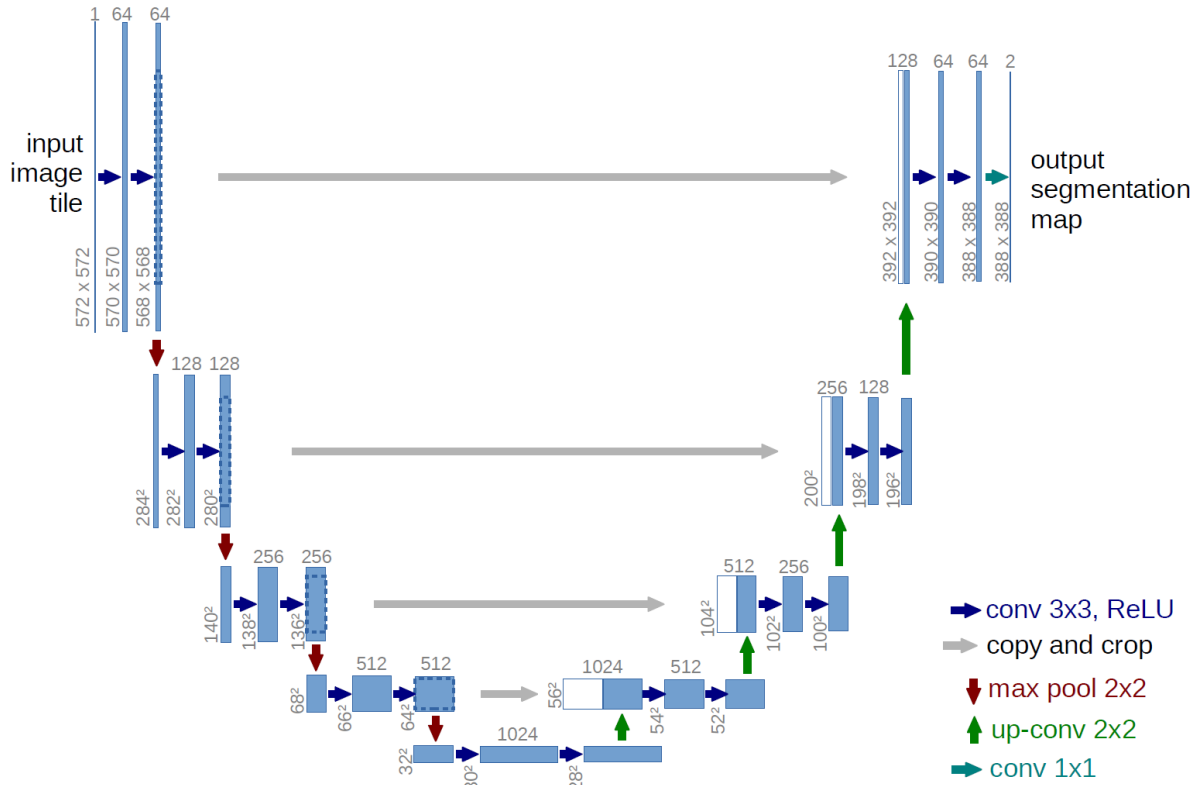 1 64 64
128 64 64 2
input
image
tile
output
segmentation
map
572 x 572
570 x 570
568 x 568
392 x 392
390 x 390
388 x 388
388 x 388
128 128
256 128
284²
282²
280²
200²
198²
196²
256 256
512 256
140²
138²
136²
104²
102²
100²
512 512
1024 512
68²
66²
64²
56²
54²
52²
1024
32²
30²
28²
conv 3x3, ReLU
copy and crop
max pool 2x2
up-conv 2x2
conv 1x1